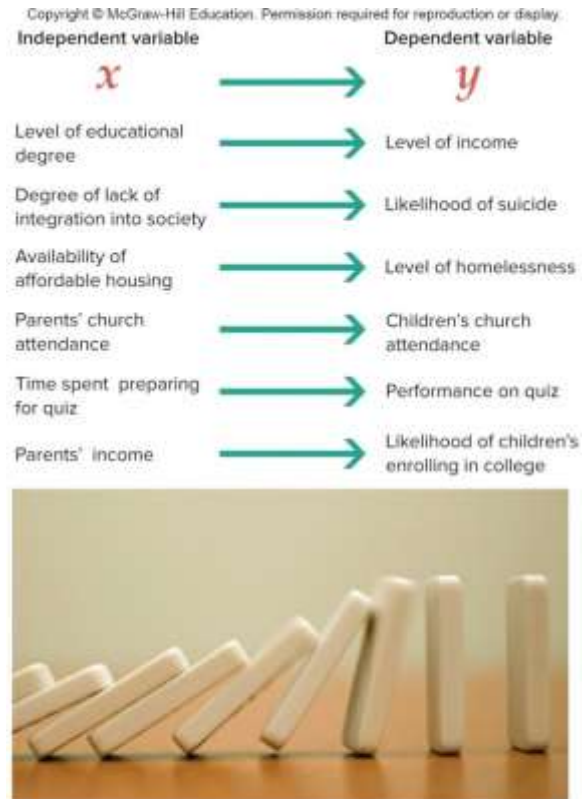 Copyright © McGraw-Hill Education. Permission required for reproduction or display.
Independent variable
Dependent variable
x
y
Level of educational
degree
Level of income
Degree of lack of
integration into society
Likelihood of suicide
Availability of
affordable housing
Level of homelessness
Parents' church
attendance
Children's church
attendance
Time spent preparing
for quiz
Performance on quiz
Parents' income
Likelihood of children's
enrolling in college